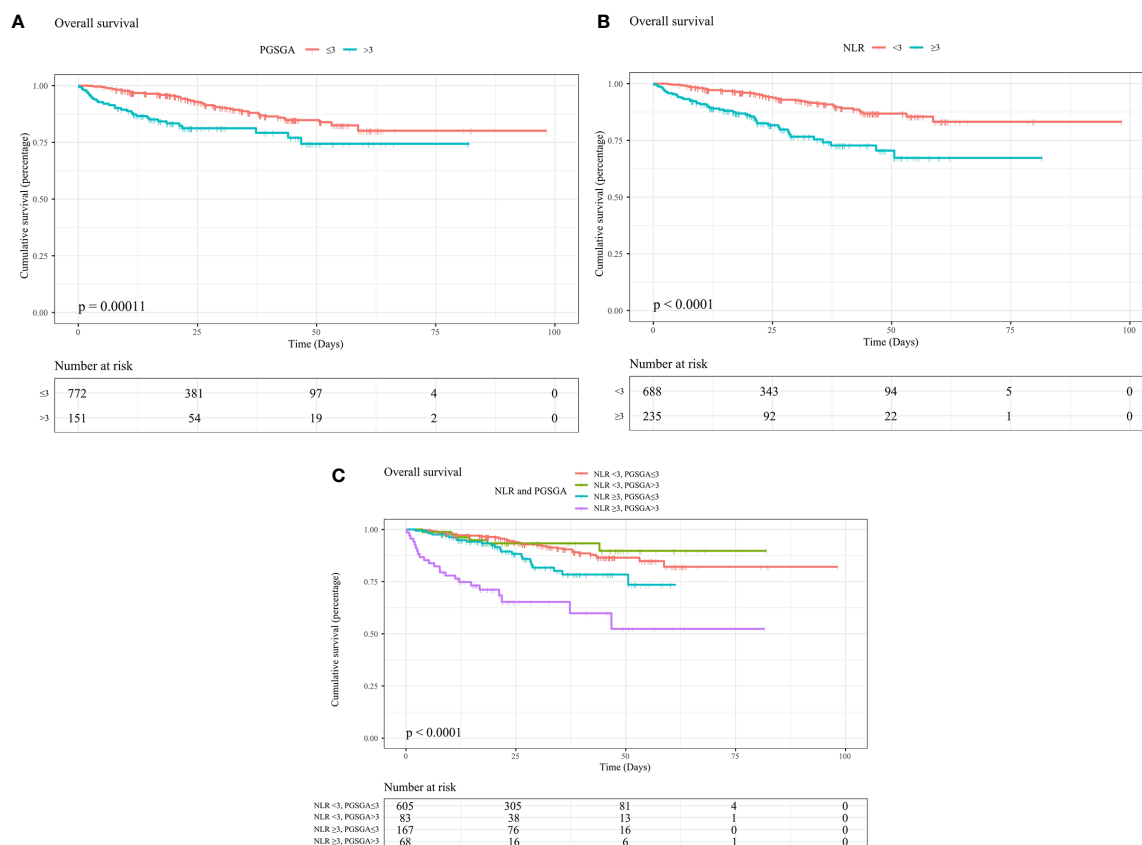 A
Overall survival
PGSGA ≤3 >3
Cumulative survival (percentage)
1.00
0.75
0.50
0.25
0.00
p = 0.00011
0 25 50 75 100
Time (Days)
Number at risk
≤3 772 381 97 4 0
>3 151 54 19 2 0
B
Overall survival
NLR <3 ≥3
Cumulative survival (percentage)
1.00
0.75
0.50
0.25
0.00
p < 0.0001
0 25 50 75 100
Time (Days)
Number at risk
<3 688 343 94 5 0
≥3 235 92 22 1 0
C
Overall survival
NLR and PGSGA
NLR <3, PGSGA≤3
NLR <3, PGSGA>3
NLR ≥3, PGSGA≤3
NLR ≥3, PGSGA>3
Cumulative survival (percentage)
1.00
0.75
0.50
0.25
0.00
p < 0.0001
0 25 50 75 100
Time (Days)
Number at risk
NLR <3, PGSGA≤3 605 305 81 4 0
NLR <3, PGSGA>3 83 38 13 1 0
NLR ≥3, PGSGA≤3 167 76 16 0 0
NLR ≥3, PGSGA>3 68 16 6 1 0